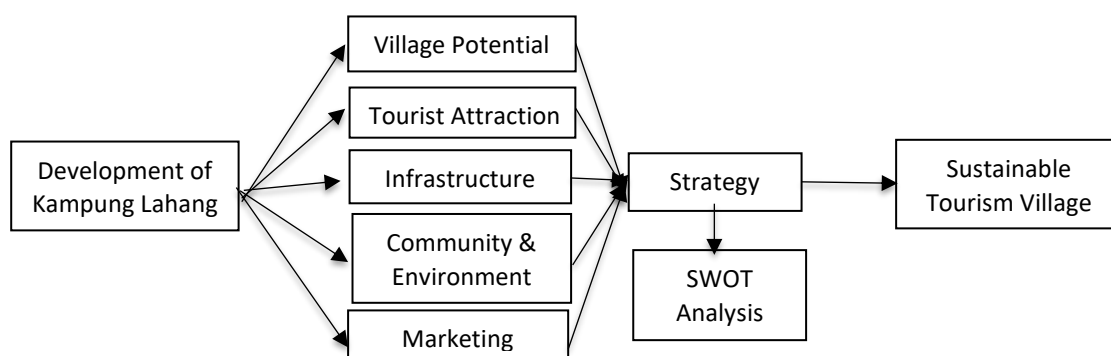 Development of
Kampung Lahang
Village Potential
Tourist Attraction
Infrastructure
Community &
Environment
Marketing
Strategy
SWOT
Analysis
Sustainable
Tourism Village